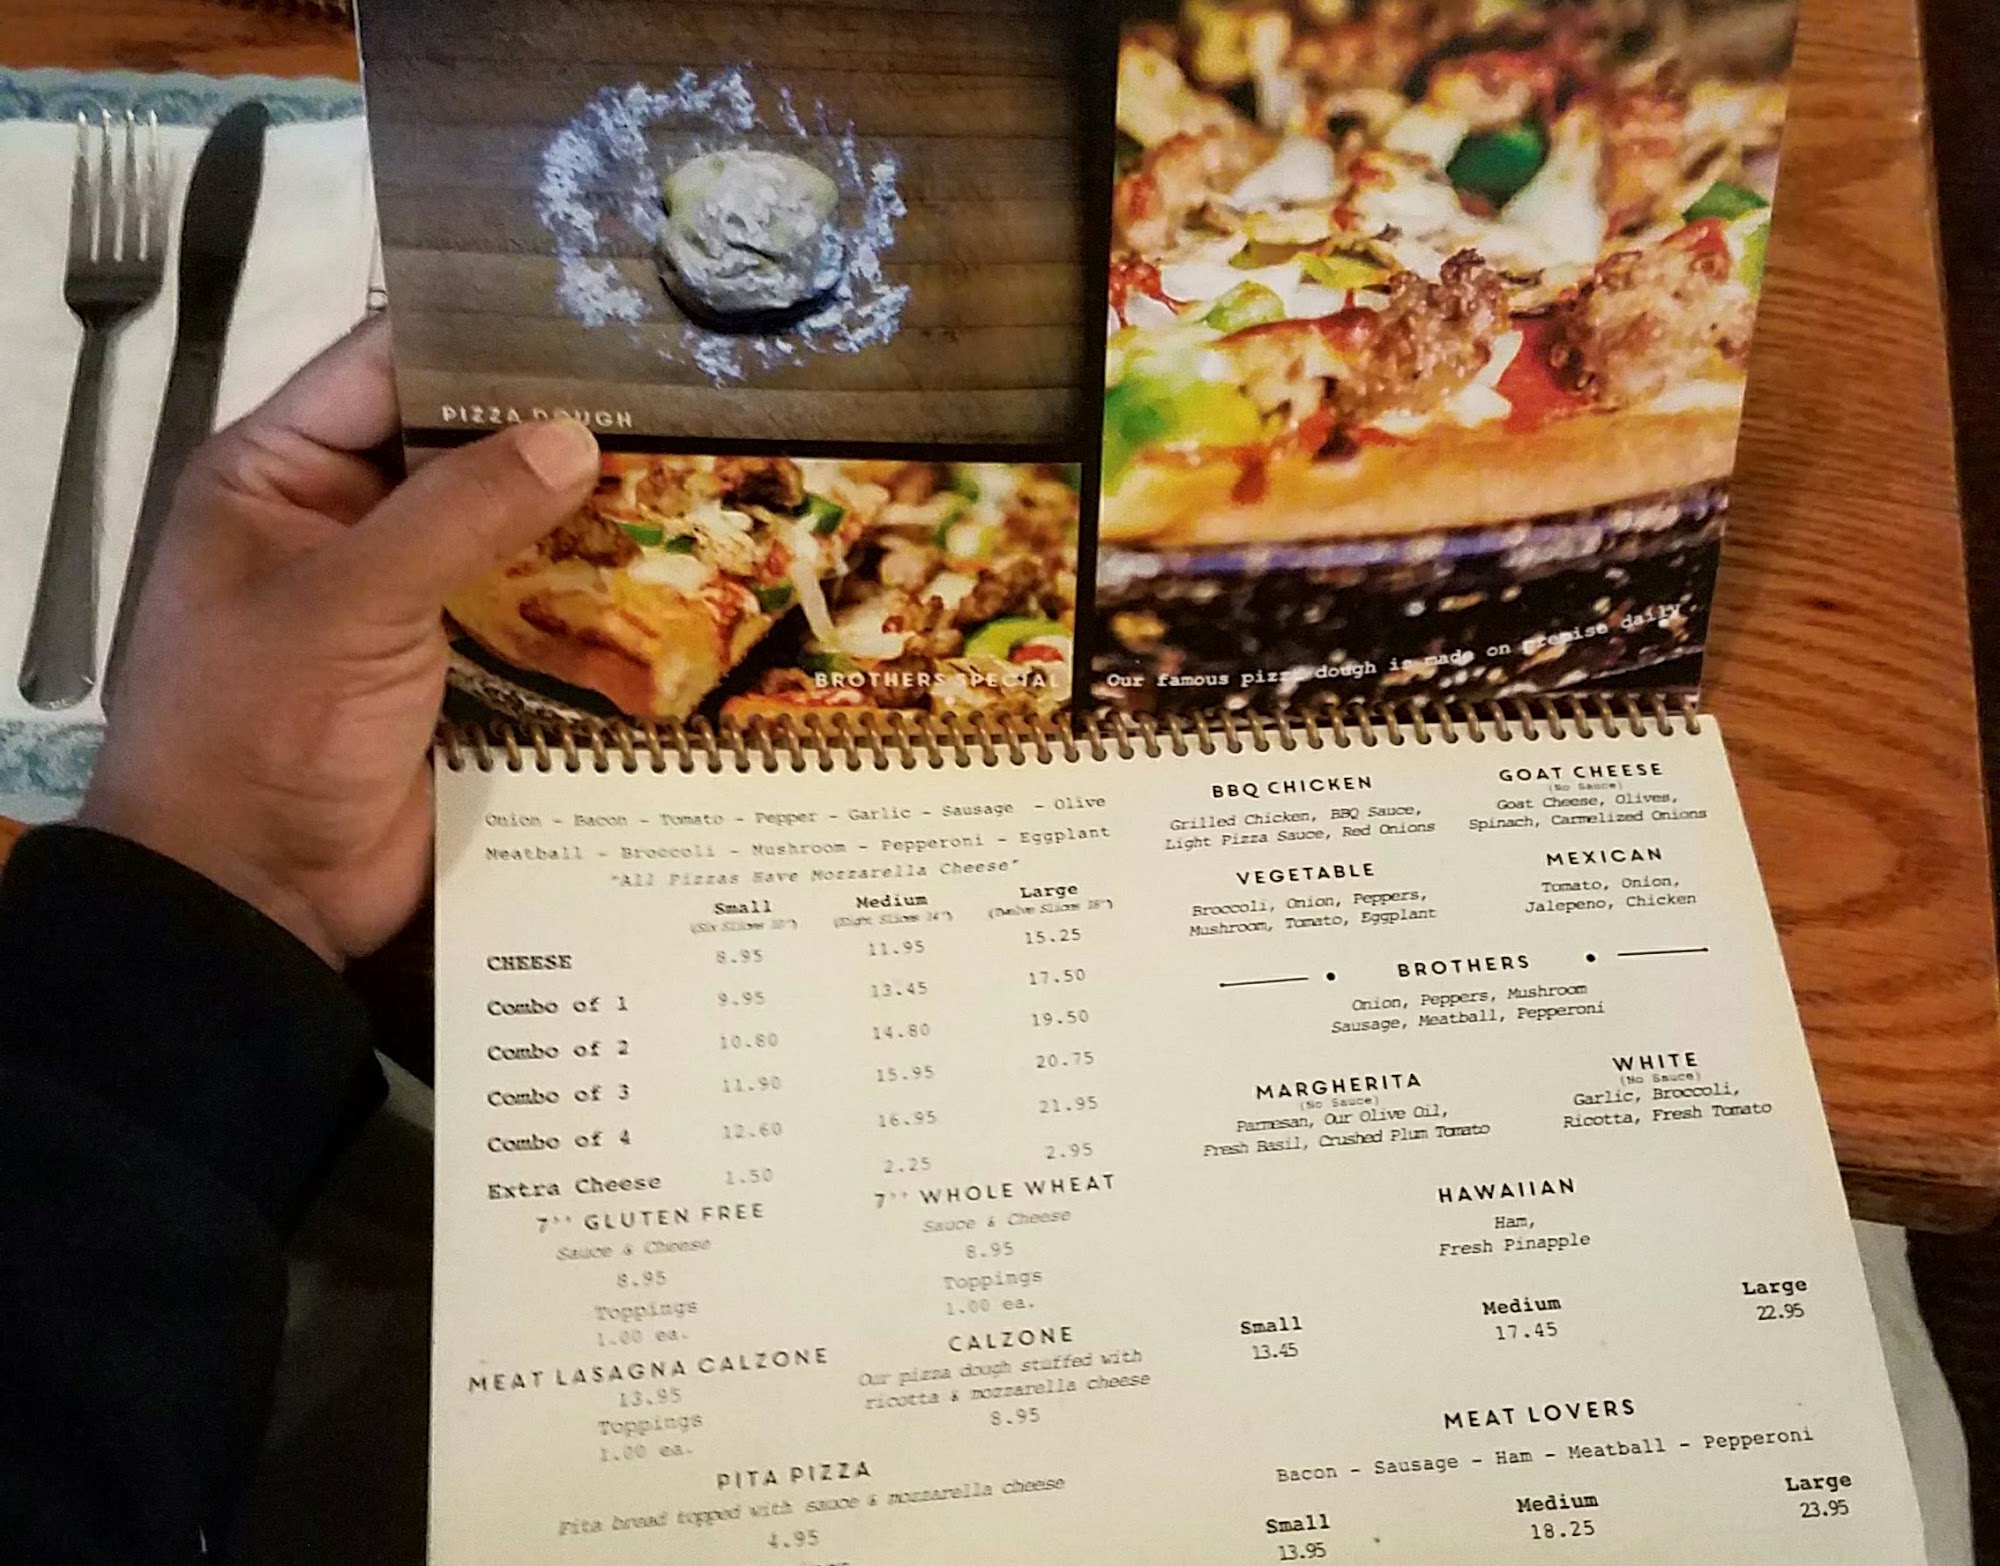 PIZZA DOUGH
BROTHERS SPECIAL
Our famous pizza dough is made on premise daily
Onion - Bacon - Tomato - Pepper - Garlic - Sausage - Olive
Meatball - Broccoli - Mushroom - Pepperoni - Eggplant
"All Pizzas Have Mozzarella Cheese"
Small Medium Large
(Six Slices 10") (Eight Slices 14") (Twelve Slices 18")
CHEESE 8.95 11.95 15.25
Combo of 1 9.95 13.45 17.50
Combo of 2 10.80 14.80 19.50
Combo of 3 11.90 15.95 20.75
Combo of 4 12.60 16.95 21.95
Extra Cheese 1.50 2.25 2.95
7'' GLUTEN FREE
Sauce & Cheese
8.95
Toppings
1.00 ea.
7'' WHOLE WHEAT
Sauce & Cheese
8.95
Toppings
1.00 ea.
MEAT LASAGNA CALZONE
13.95
Toppings
1.00 ea.
CALZONE
Our pizza dough stuffed with
ricotta & mozzarella cheese
8.95
PITA PIZZA
Pita bread topped with sauce & mozzarella cheese
4.95
BBQ CHICKEN
Grilled Chicken, BBQ Sauce,
Light Pizza Sauce, Red Onions
GOAT CHEESE
(No Sauce)
Goat Cheese, Olives,
Spinach, Carmelized Onions
VEGETABLE
Broccoli, Onion, Peppers,
Mushroom, Tomato, Eggplant
MEXICAN
Tomato, Onion,
Jalepeno, Chicken
BROTHERS
Onion, Peppers, Mushroom
Sausage, Meatball, Pepperoni
MARGHERITA
(No Sauce)
Parmesan, Our Olive Oil,
Fresh Basil, Crushed Plum Tomato
WHITE
(No Sauce)
Garlic, Broccoli,
Ricotta, Fresh Tomato
HAWAIIAN
Ham,
Fresh Pinapple
Small Medium Large
13.45 17.45 22.95
MEAT LOVERS
Bacon - Sausage - Ham - Meatball - Pepperoni
Small Medium Large
13.95 18.25 23.95